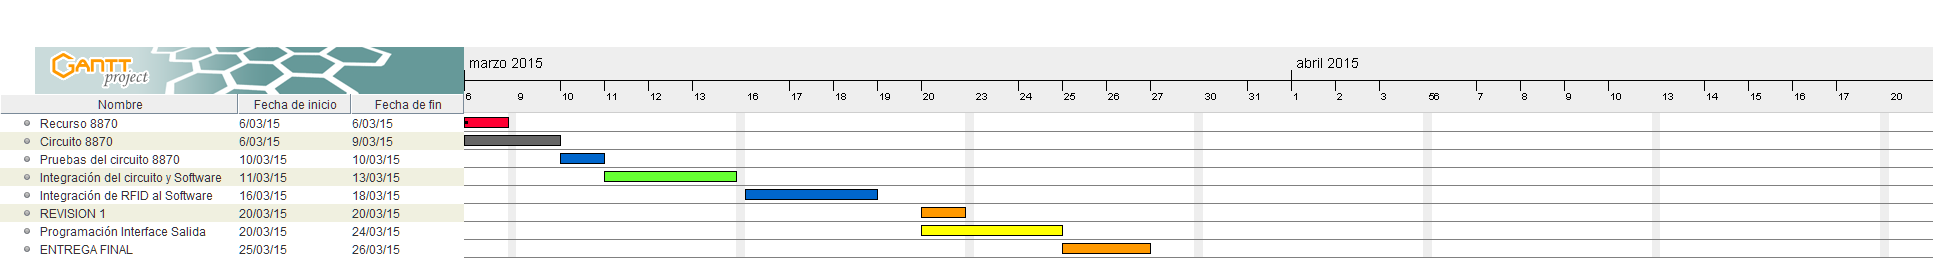 GANTT
project
marzo 2015 abril 2015
6 9 10 11 12 13 16 17 18 19 20 23 24 25 26 27 30 31 1 2 3 56 7 8 9 10 13 14 15 16 17 20
Nombre Fecha de inicio Fecha de fin
Recurso 8870 6/03/15 6/03/15
Circuito 8870 6/03/15 9/03/15
Pruebas del circuito 8870 10/03/15 10/03/15
Integración del circuito y Software 11/03/15 13/03/15
Integración de RFID al Software 16/03/15 18/03/15
REVISION 1 20/03/15 20/03/15
Programación Interface Salida 20/03/15 24/03/15
ENTREGA FINAL 25/03/15 26/03/15